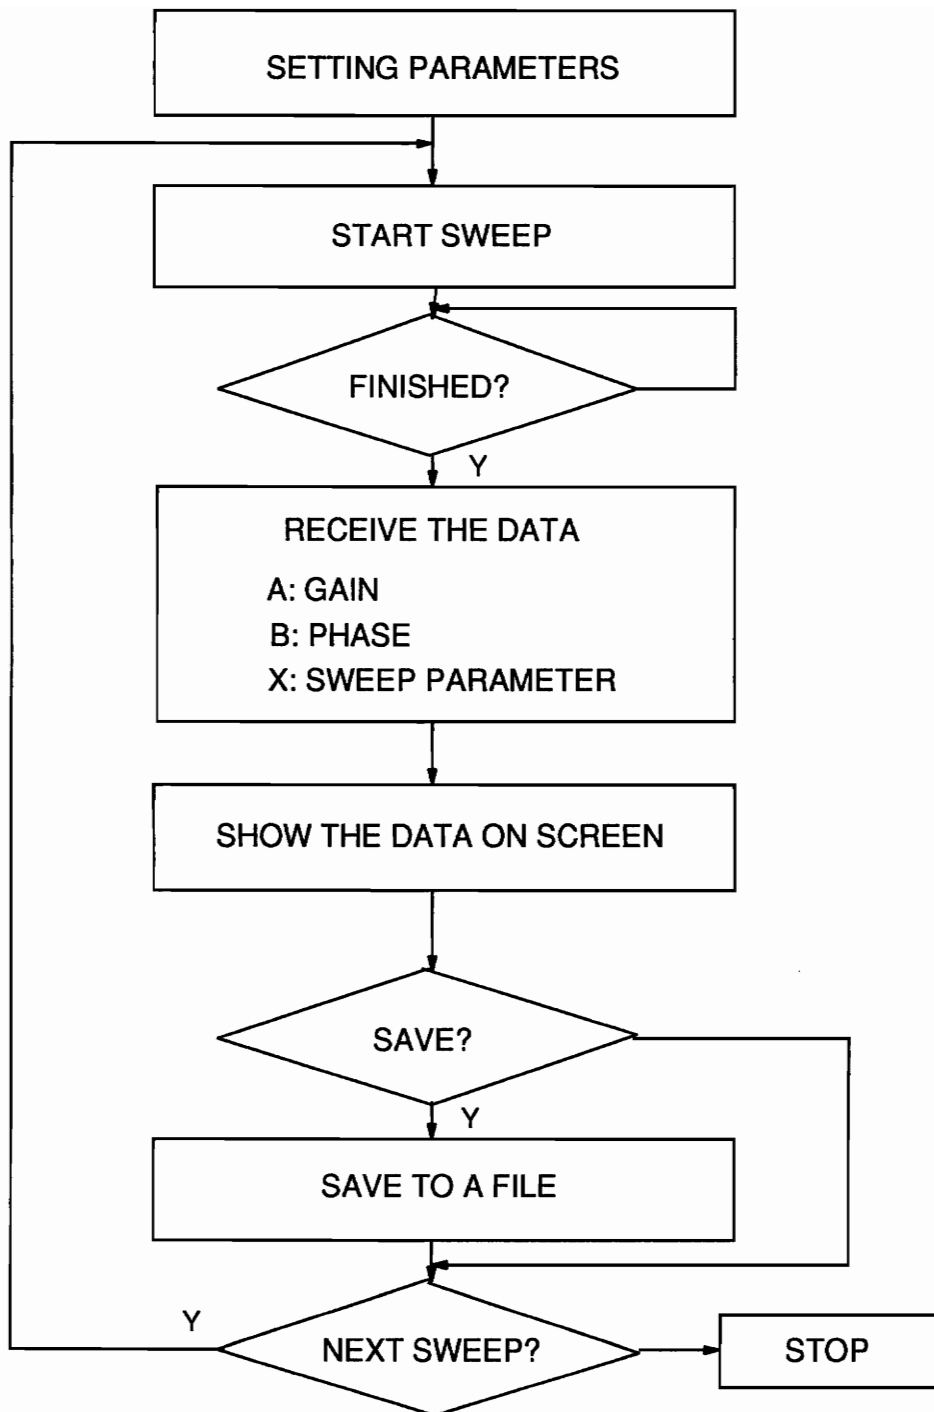 SETTING PARAMETERS
START SWEEP
FINISHED?
Y
RECEIVE THE DATA
A: GAIN
B: PHASE
X: SWEEP PARAMETER
SHOW THE DATA ON SCREEN
SAVE?
Y
SAVE TO A FILE
Y
NEXT SWEEP?
STOP